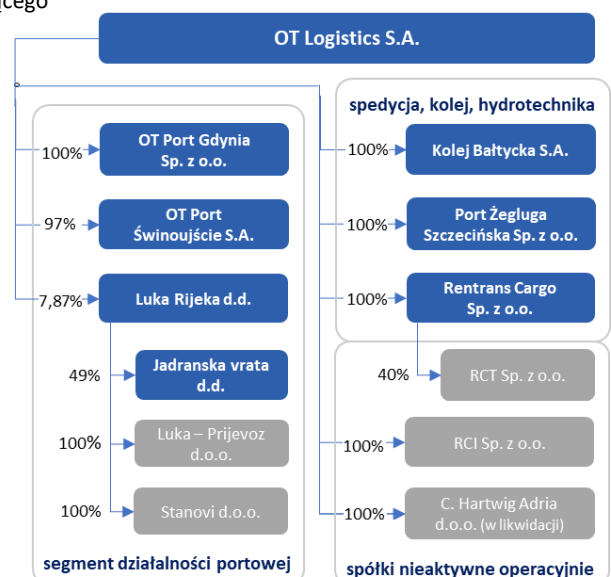 ącego
OT Logistics S.A.
spedycja, kolej, hydrotechnika
100%
OT Port Gdynia
Sp. z o.o.
100%
Kolej Bałtycka S.A.
97%
OT Port
Świnoujście S.A.
100%
Port Żegluga
Szczecińska Sp. z o.o.
7,87%
Luka Rijeka d.d.
100%
Rentrans Cargo
Sp. z o.o.
49%
Jadranska vrata
d.d.
40%
RCT Sp. z o.o.
100%
Luka – Prijevoz
d.o.o.
100%
RCI Sp. z o.o.
100%
Stanovi d.o.o.
100%
C. Hartwig Adria
d.o.o. (w likwidacji)
segment działalności portowej
spółki nieaktywne operacyjnie